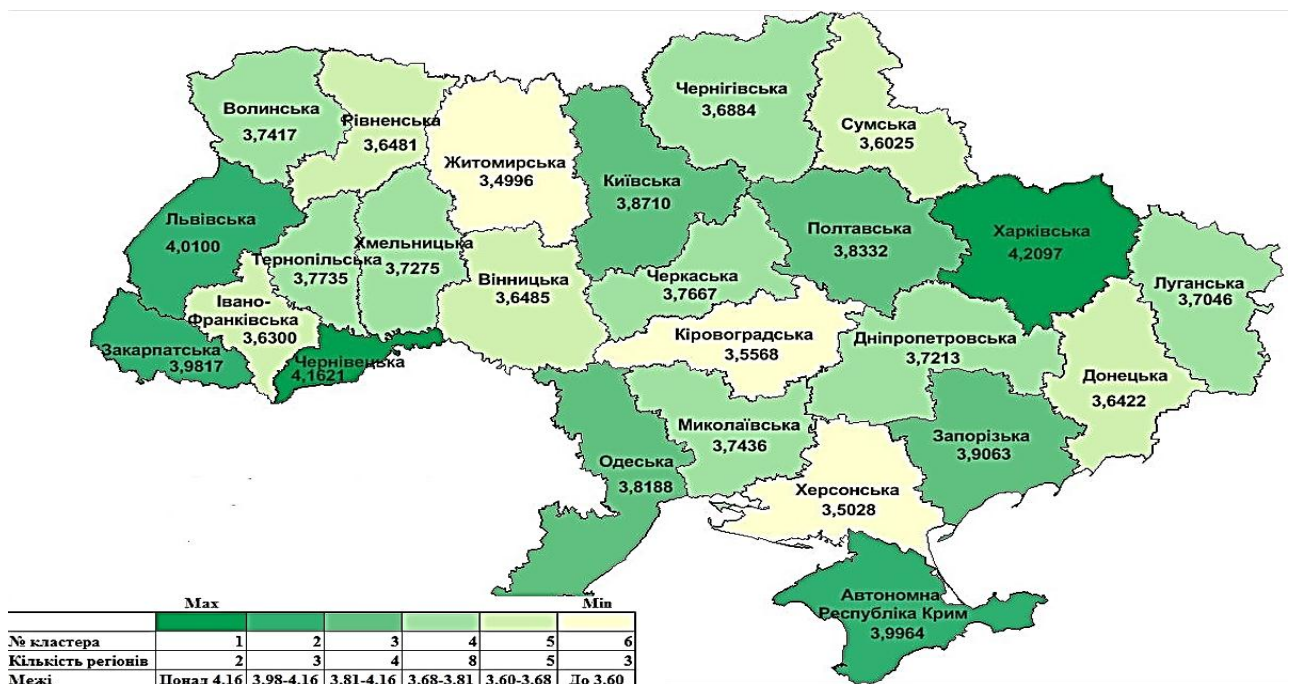 Чернігівська
3,6884
Волинська
3,7417
Рівненська
3,6481
Сумська
3,6025
Житомирська
3,4996
Київська
3,8710
Львівська
4,0100
Полтавська
3,8332
Харківська
4,2097
Тернопільська
3,7735
Хмельницька
3,7275
Вінницька
3,6485
Черкаська
3,7667
Луганська
3,7046
Івано-
Франківська
3,6300
Закарпатська
3,9817
Чернівецька
4,1621
Кіровоградська
3,5568
Дніпропетровська
3,7213
Донецька
3,6422
Миколаївська
3,7436
Запорізька
3,9063
Одеська
3,8188
Херсонська
3,5028
Автономна
Республіка Крим
3,9964
Max Min
№ кластера 1 2 3 4 5 6
Кількість регіонів 2 3 4 8 5 3
Межі Понад 4,16 3,98-4,16 3,81-4,16 3,68-3,81 3,60-3,68 До 3,60